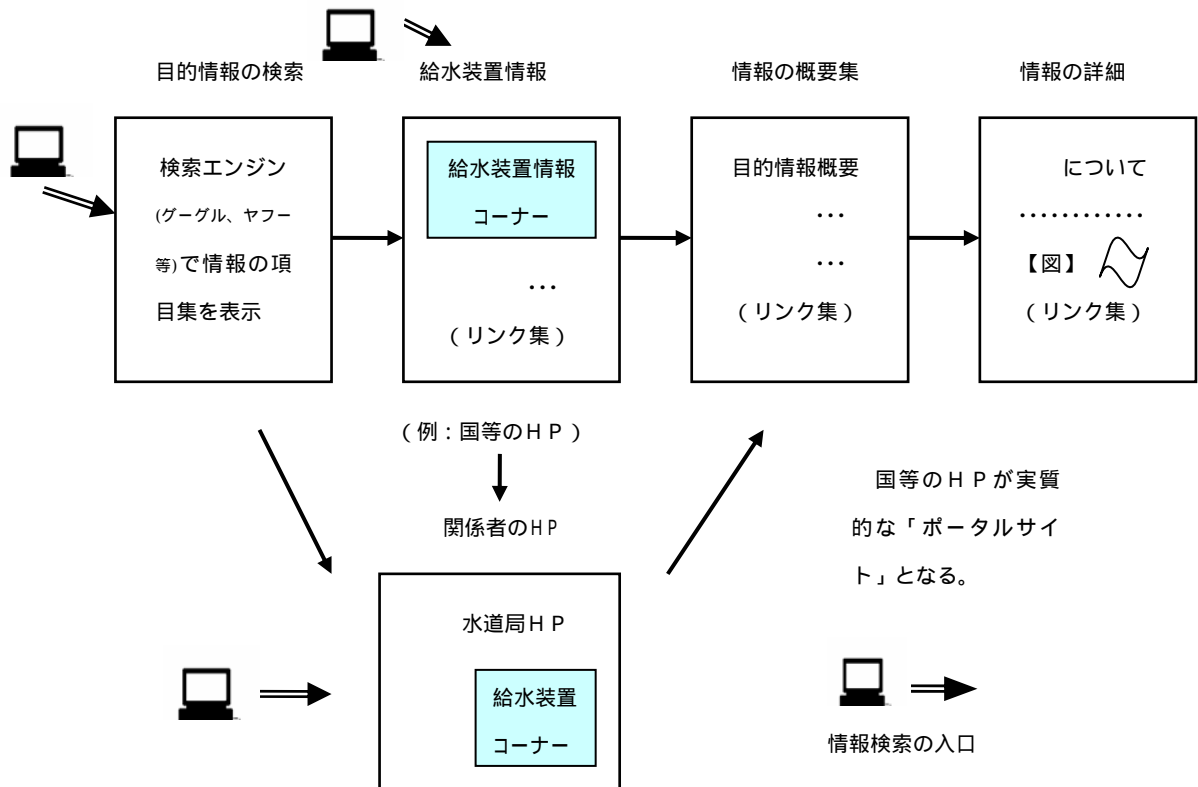 目的情報の検索
給水装置情報
情報の概要集
情報の詳細
検索エンジン
(グーグル、ヤフー
等)で情報の項
目集を表示
給水装置情報
コーナー
…
(リンク集)
目的情報概要
…
…
(リンク集)
について
…………
【図】
(リンク集)
(例:国等のHP)
関係者のHP
国等のHPが実質
的な「ポータルサイ
ト」となる。
水道局HP
給水装置
コーナー
情報検索の入口